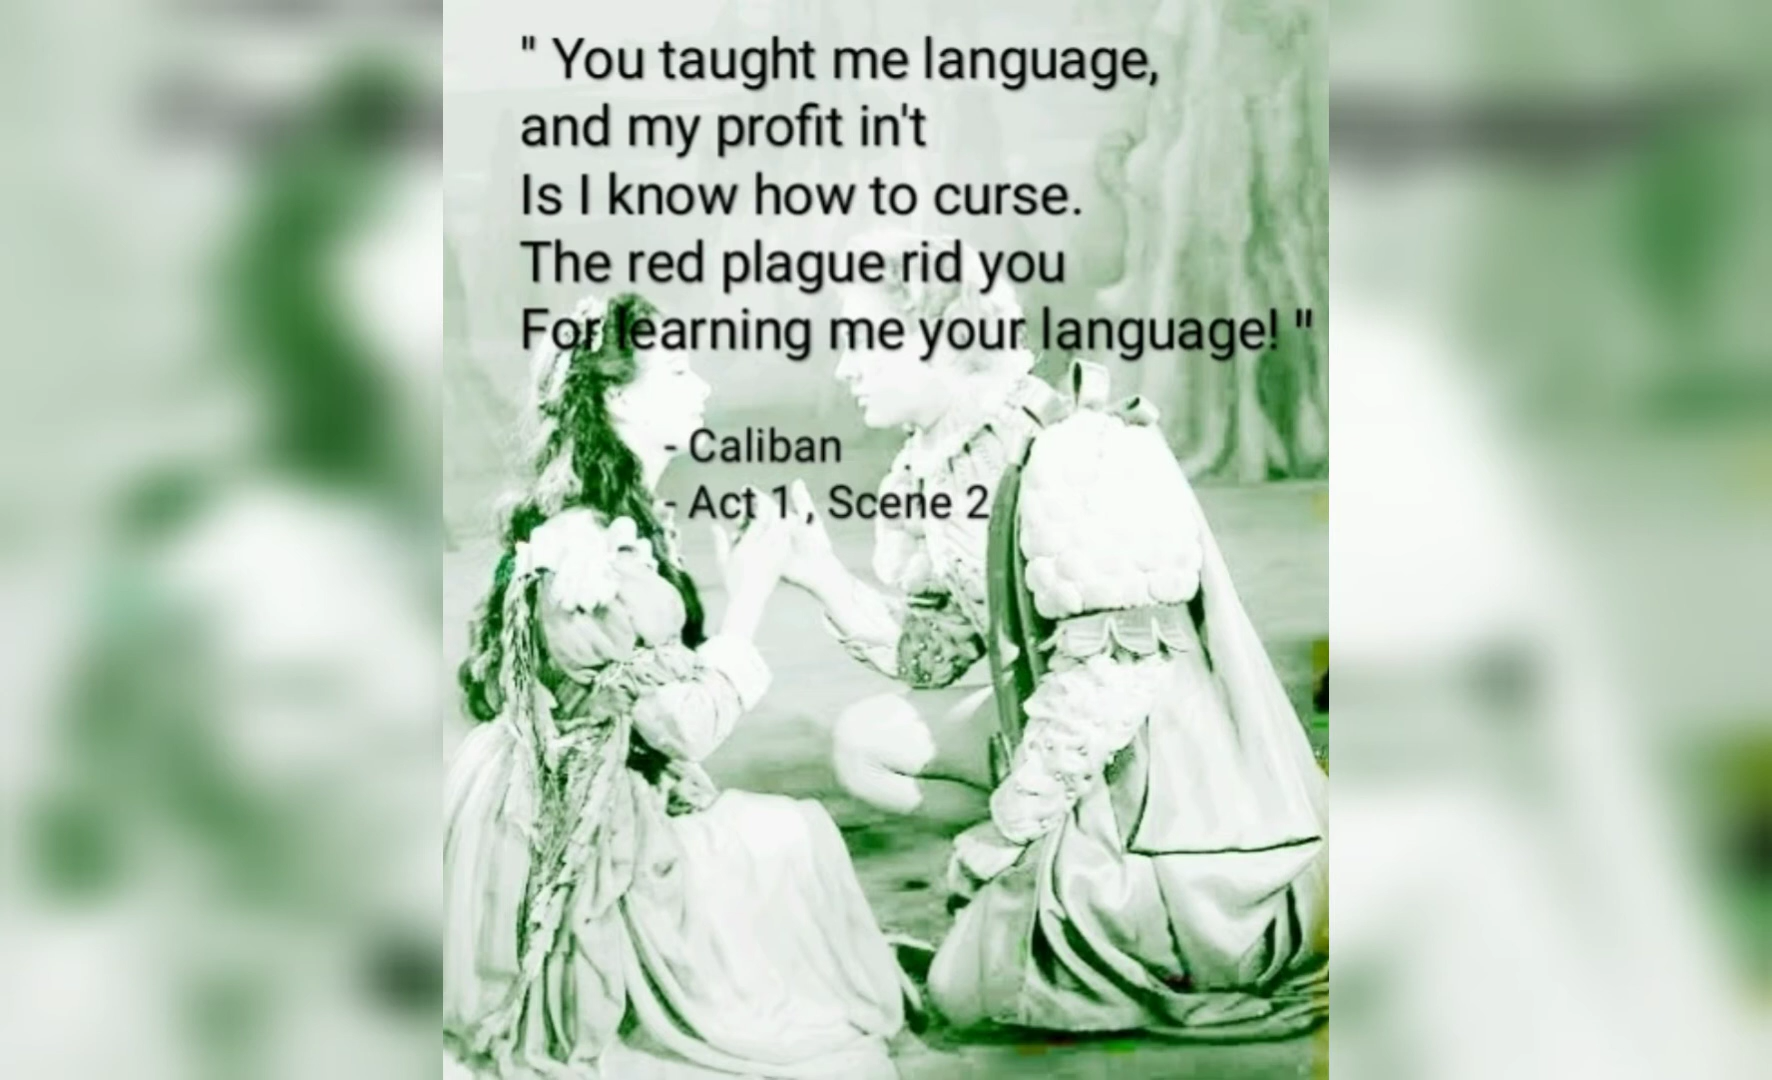 " You taught me language,
and my profit in't
Is I know how to curse.
The red plague rid you
For learning me your language! "
- Caliban
- Act 1 , Scene 2